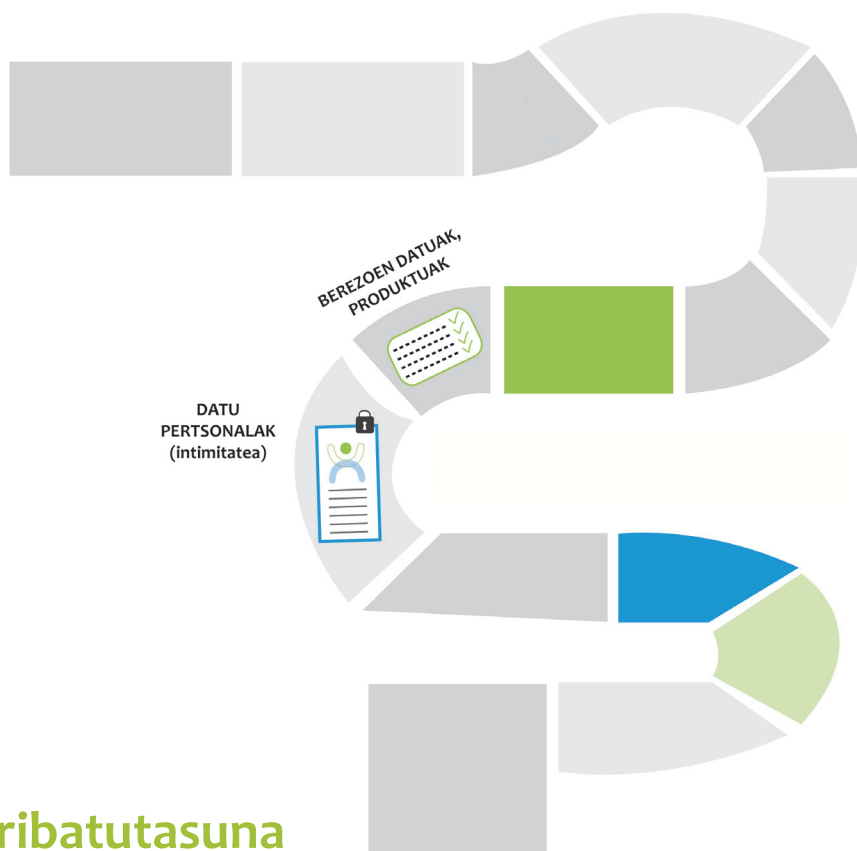 BEREZOEN DATUAK,
PRODUKTUAK
DATU
PERTSONALAK
(intimitatea)
ribatutasuna